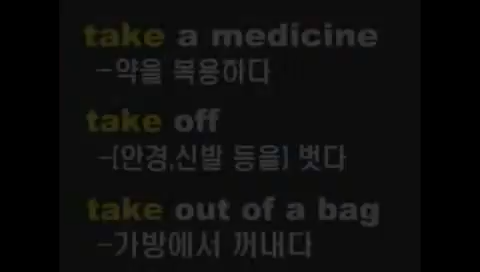 take a medicine
-약을 복용하다
take off
-[안경,신발 등을] 벗다
take out of a bag
-가방에서 꺼내다